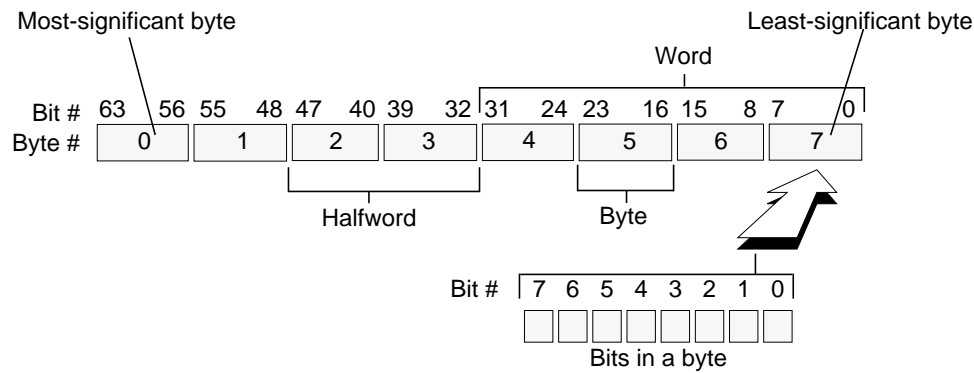 Most-significant byte
Least-significant byte
Word
Bit # 63 56 55 48 47 40 39 32 31 24 23 16 15 8 7 0
Byte # 0 1 2 3 4 5 6 7
Halfword
Byte
Bit # 7 6 5 4 3 2 1 0
Bits in a byte